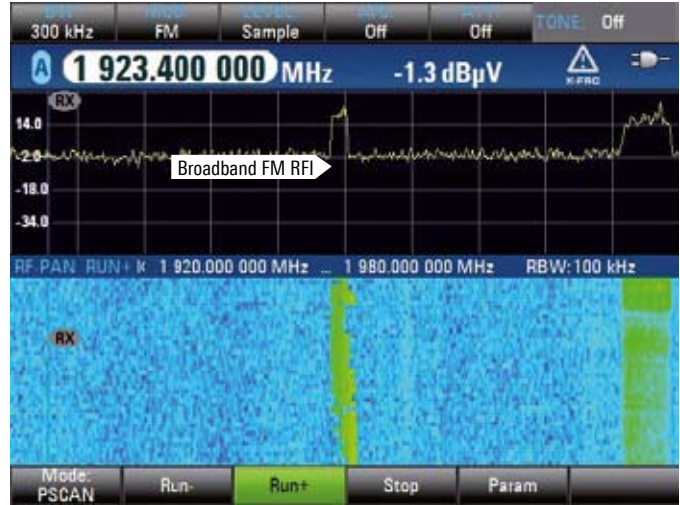 300 kHz FM Sample Off Off TONE: Off
A 1 923.400 000 MHz -1.3 dBµV
RX
14.0
-2.0
Broadband FM RFI
-18.0
-34.0
RF PAN RUN+ 1 920.000 000 MHz ... 1 980.000 000 MHz RBW: 100 kHz
RX
Mode: PSCAN Run- Run+ Stop Param